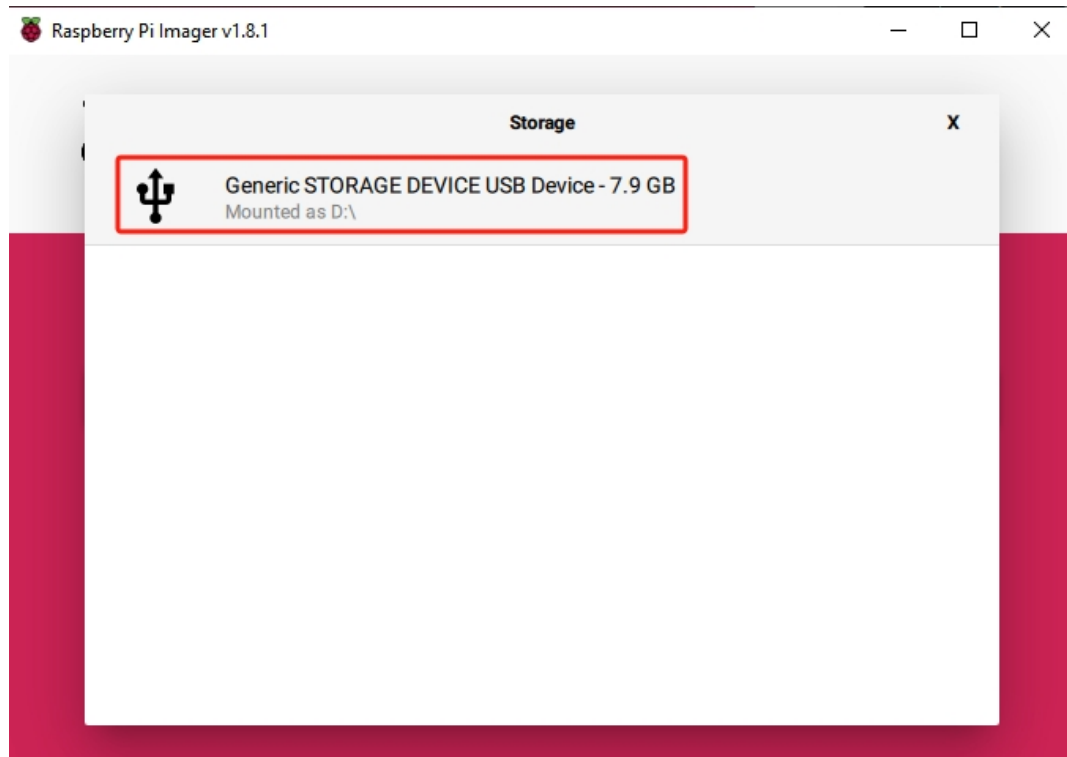 Raspberry Pi Imager v1.8.1
Storage
X
Generic STORAGE DEVICE USB Device - 7.9 GB
Mounted as D:\